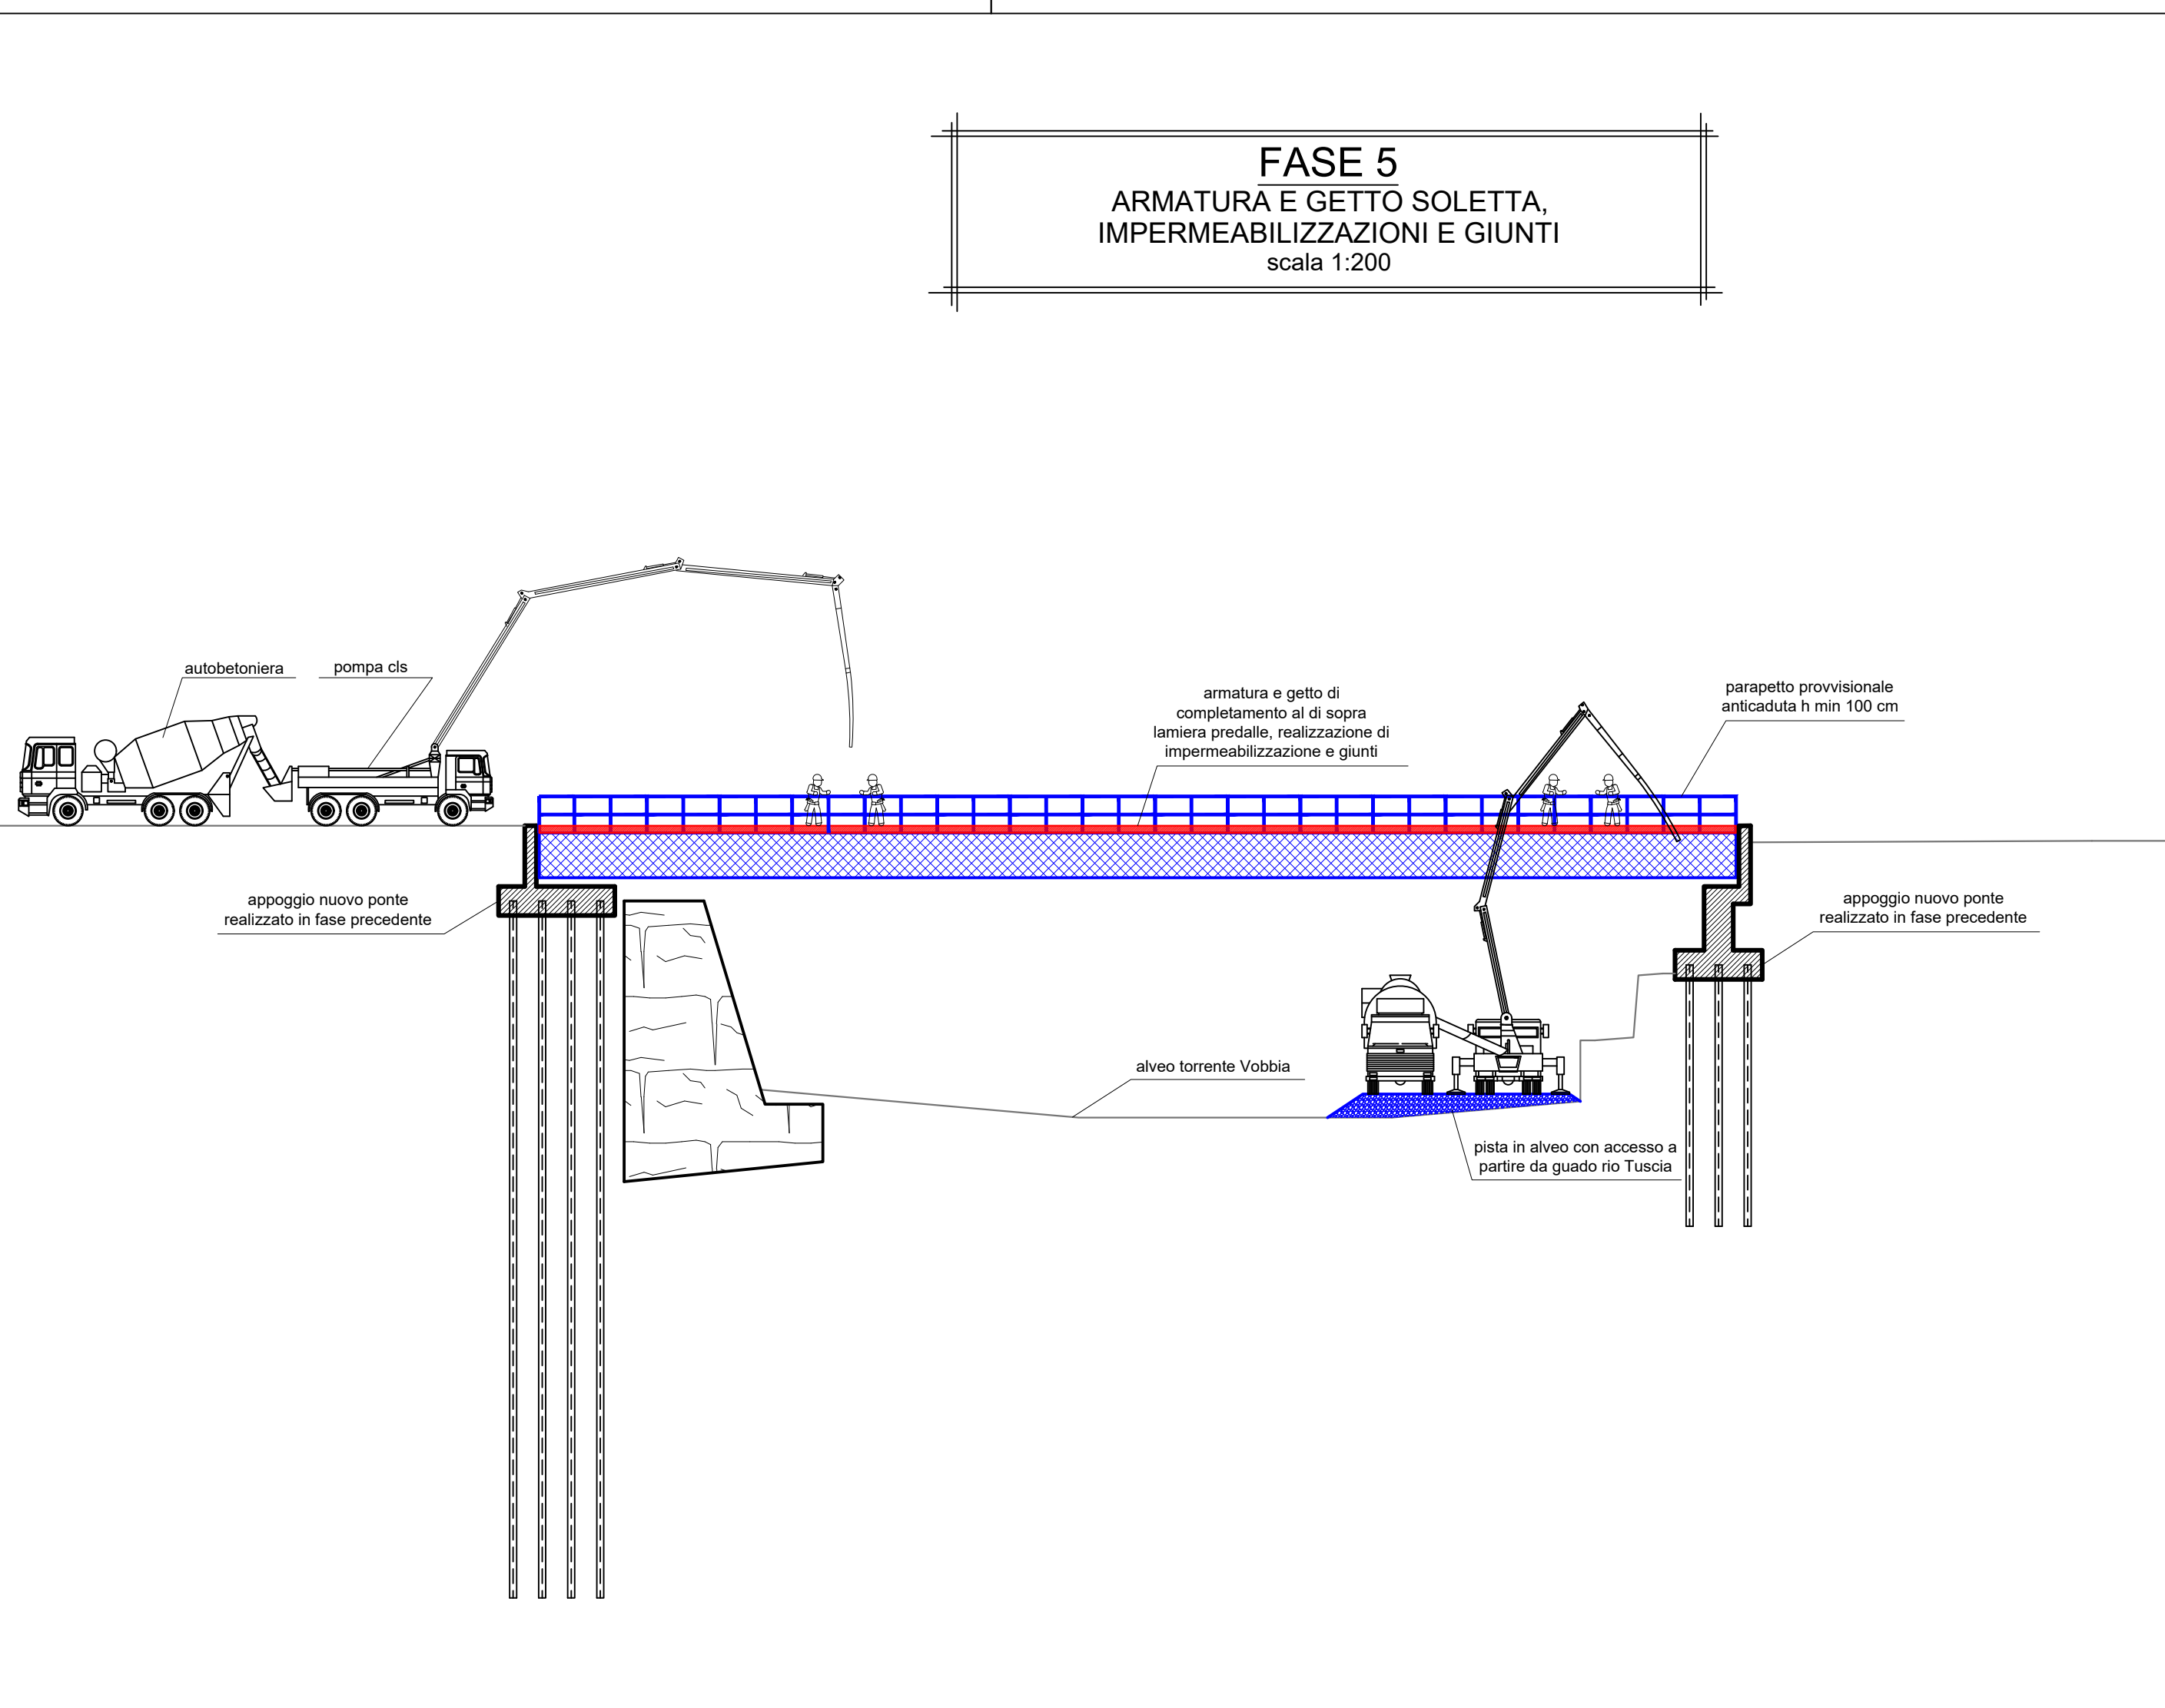 FASE 5
ARMATURA E GETTO SOLETTA,
IMPERMEABILIZZAZIONI E GIUNTI
scala 1:200
autobetoniera
pompa cls
armatura e getto di
completamento al di sopra
lamiera predalle, realizzazione di
impermeabilizzazione e giunti
parapetto provvisionale
anticaduta h min 100 cm
appoggio nuovo ponte
realizzato in fase precedente
appoggio nuovo ponte
realizzato in fase precedente
alveo torrente Vobbia
pista in alveo con accesso a
partire da guado rio Tuscia